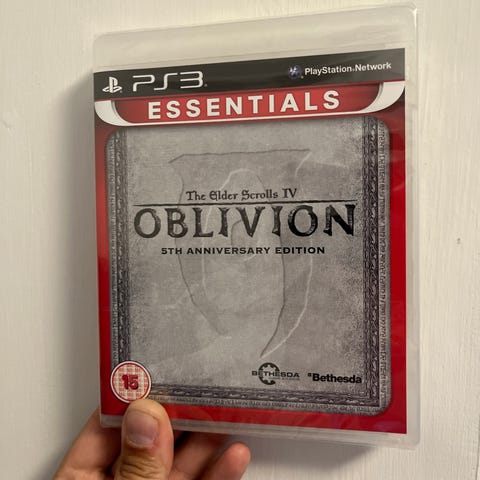 PS3
PlayStation®Network
ESSENTIALS
The Elder Scrolls IV
OBLIVION
5TH ANNIVERSARY EDITION
15
BETHESDA
Bethesda